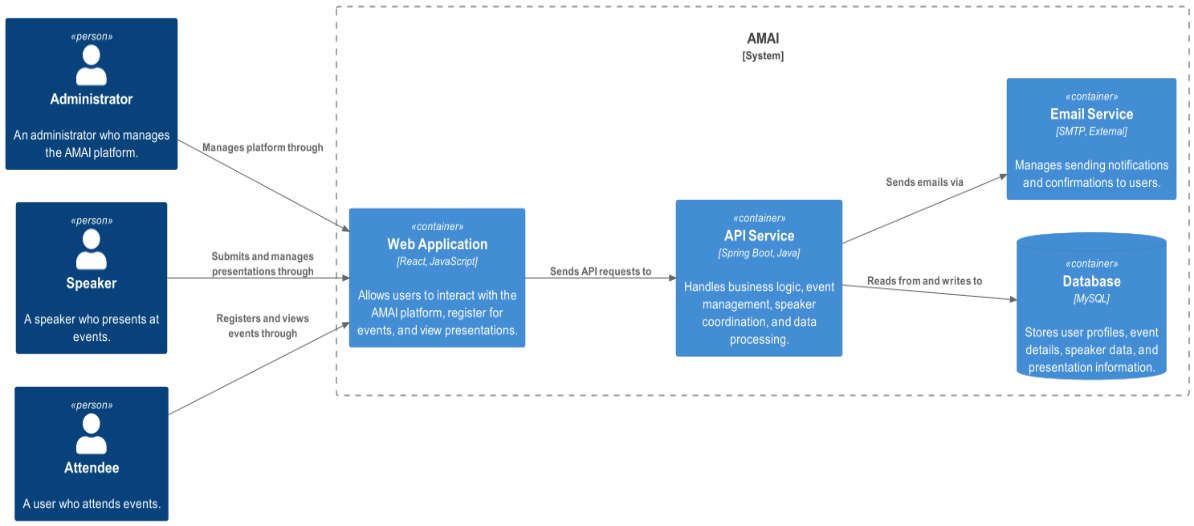 «person»
Administrator
An administrator who manages
the AMAI platform.
«person»
Speaker
A speaker who presents at
events.
«person»
Attendee
A user who attends events.
Manages platform through
Submits and manages
presentations through
Registers and views
events through
AMAI
[System]
«container»
Web Application
[React, JavaScript]
Allows users to interact with the
AMAI platform, register for
events, and view presentations.
Sends API requests to
«container»
API Service
[Spring Boot, Java]
Handles business logic, event
management, speaker
coordination, and data
processing.
Sends emails via
Reads from and writes to
«container»
Email Service
[SMTP, External]
Manages sending notifications
and confirmations to users.
«container»
Database
[MySQL]
Stores user profiles, event
details, speaker data, and
presentation information.